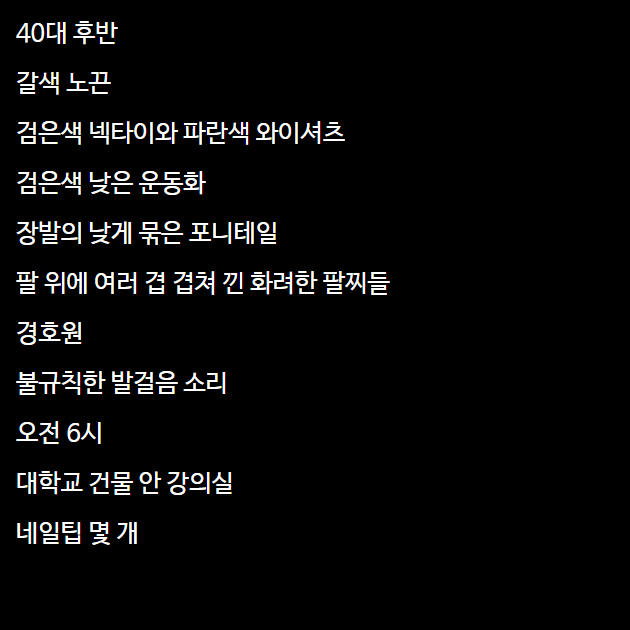 40대 후반
갈색 노끈
검은색 넥타이와 파란색 와이셔츠
검은색 낮은 운동화
장발의 낮게 묶은 포니테일
팔 위에 여러 겹 겹쳐 낀 화려한 팔찌들
경호원
불규칙한 발걸음 소리
오전 6시
대학교 건물 안 강의실
네일팁 몇 개